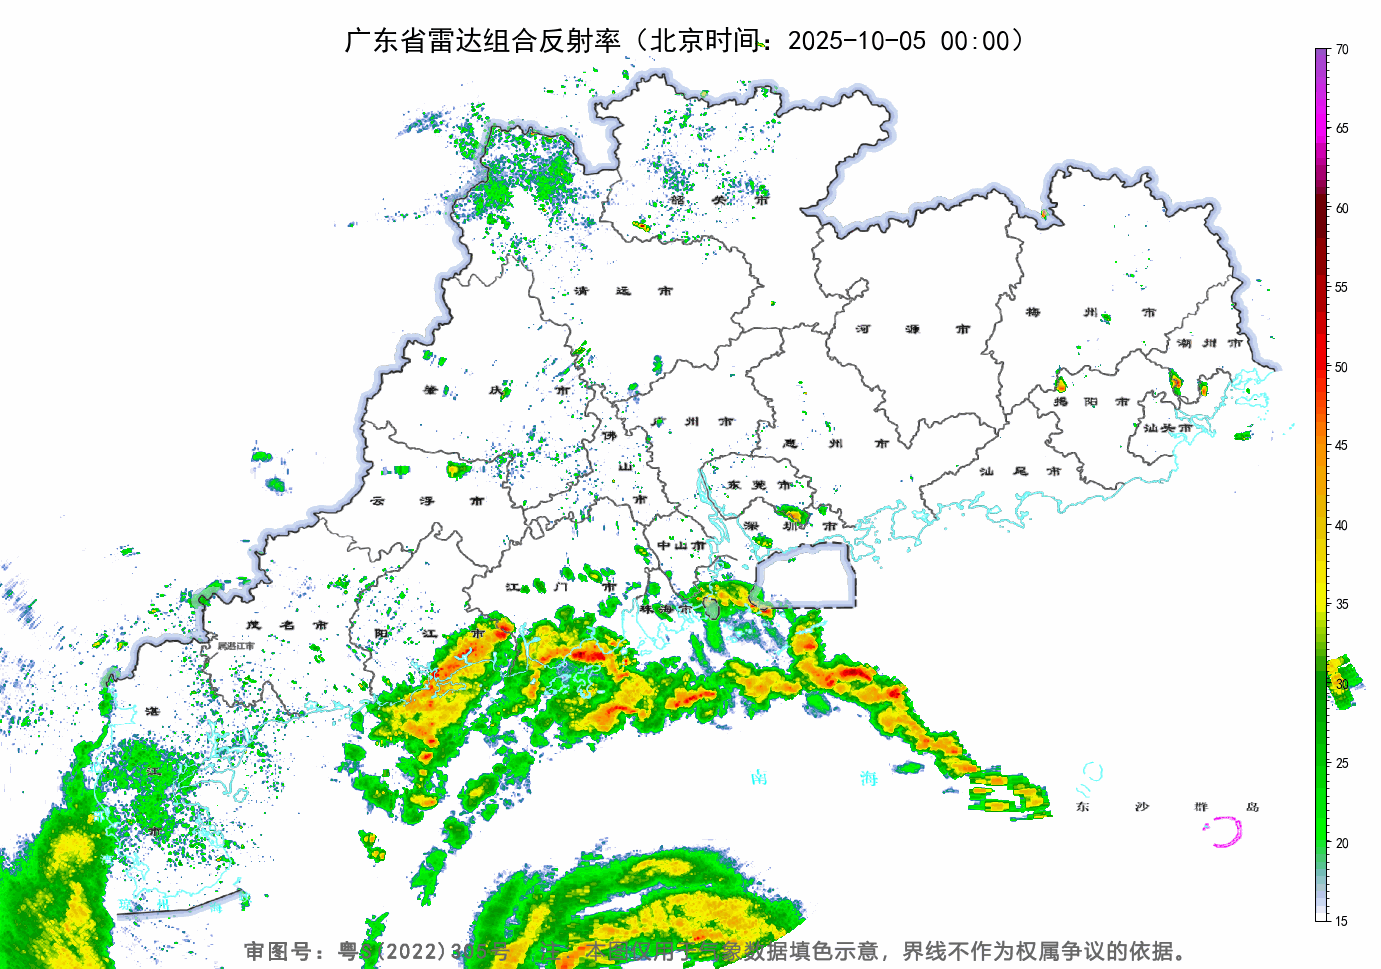 广东省雷达组合反射率（北京时间：2025-10-05 00:00）
70
65
60
55
50
45
40
35
30
25
20
15
韶关市
清远市
河源市
梅州市
潮州市
肇庆市
广州市
佛山市
惠州市
揭阳市
汕头市
汕尾市
云浮市
东莞市
深圳市
中山市
江门市
珠海市
茂名市
阳江市
属湛江市
湛江市
南海
东沙群岛
琼州海
审图号：粤S(2022)305号 注：本图仅用于气象数据填色示意，界线不作为权属争议的依据。